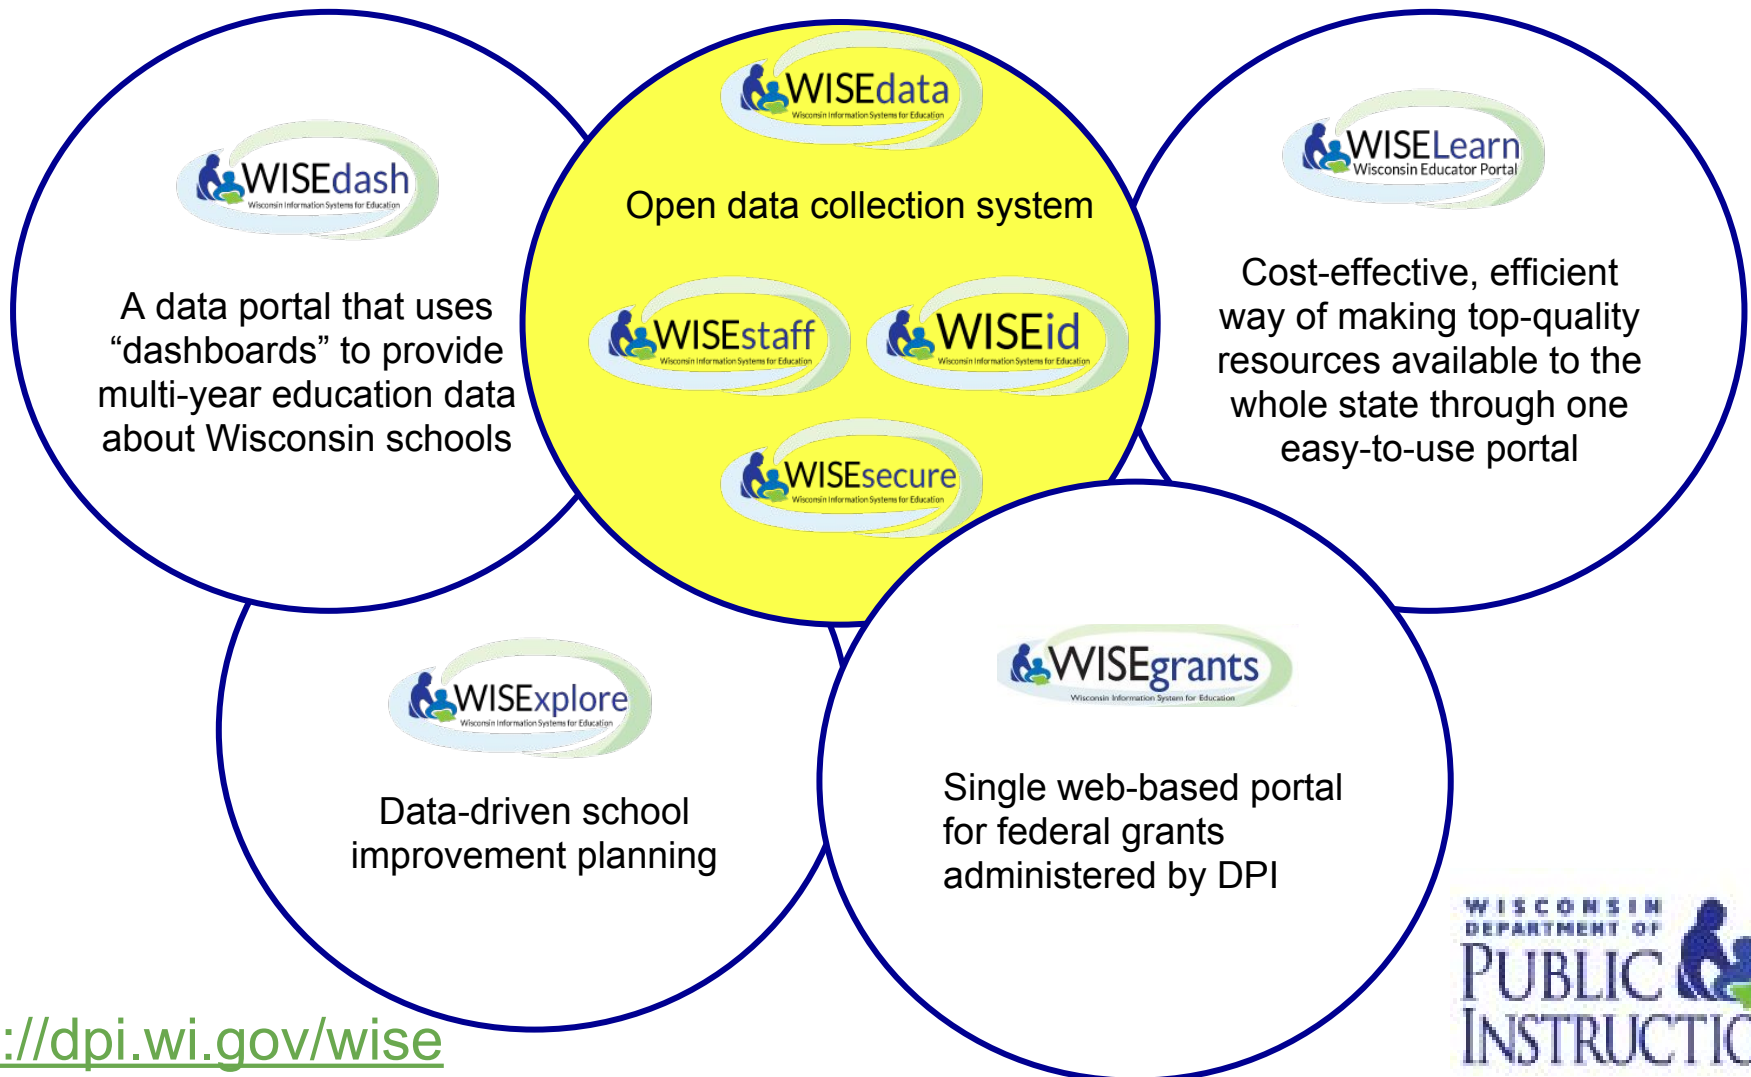 WISEdash
Wisconsin Information Systems for Education
A data portal that uses
“dashboards” to provide
multi-year education data
about Wisconsin schools
WISEdata
Wisconsin Information Systems for Education
Open data collection system
WISEstaff
Wisconsin Information Systems for Education
WISEid
Wisconsin Information Systems for Education
WISEsecure
Wisconsin Information Systems for Education
WISELearn
Wisconsin Educator Portal
Cost-effective, efficient
way of making top-quality
resources available to the
whole state through one
easy-to-use portal
WISExplore
Wisconsin Information Systems for Education
Data-driven school
improvement planning
WISEgrants
Wisconsin Information System for Education
Single web-based portal
for federal grants
administered by DPI
://dpi.wi.gov/wise
WISCONSIN
DEPARTMENT OF
PUBLIC
INSTRUCTIO